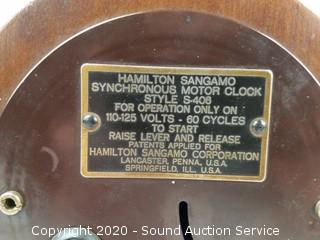 HAMILTON SANGAMO
SYNCHRONOUS MOTOR CLOCK
STYLE S-406
FOR OPERATION ONLY ON
110-125 VOLTS - 60 CYCLES
TO START
RAISE LEVER AND RELEASE
PATENTS APPLIED FOR
HAMILTON SANGAMO CORPORATION
LANCASTER, PENNA., U.S.A.
SPRINGFIELD, ILL., U.S.A.
Copyright © 2020 - Sound Auction Service